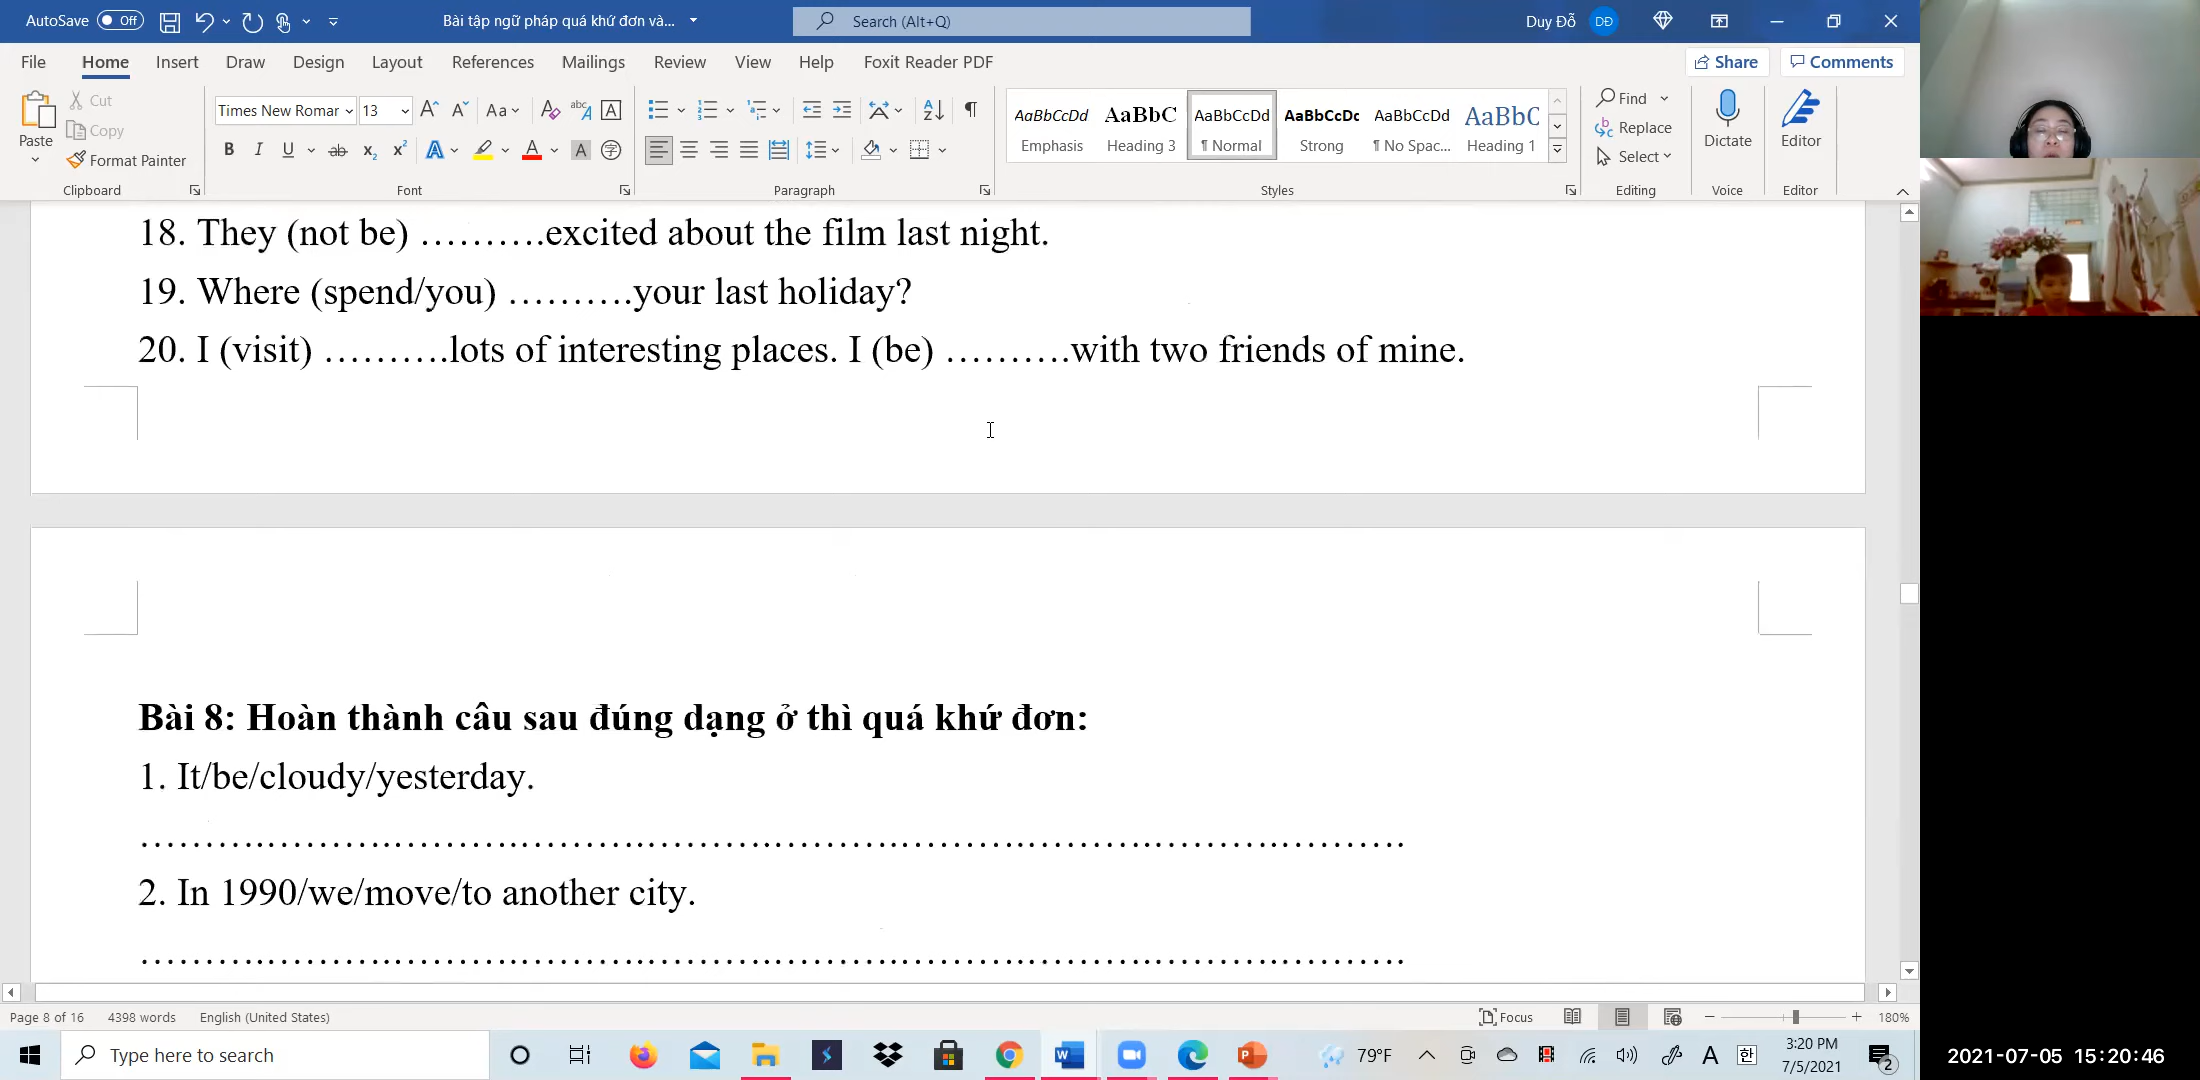 AutoSave Off Bài tập ngữ pháp quá khứ đơn và... Search (Alt+Q) Duy Đỗ DĐ
File Home Insert Draw Design Layout References Mailings Review View Help Foxit Reader PDF Share Comments
Paste Cut Copy Format Painter
Times New Romar 13
AaBbCcDd AaBbC AaBbCcDd AaBbCcDc AaBbCcDd AaBbC
Emphasis Heading 3 ¶ Normal Strong ¶ No Spac... Heading 1
Find Replace Select Dictate Editor
Clipboard Font Paragraph Styles Editing Voice Editor
18. They (not be) ……….excited about the film last night.
19. Where (spend/you) ……….your last holiday?
20. I (visit) ……….lots of interesting places. I (be) ……….with two friends of mine.
Bài 8: Hoàn thành câu sau đúng dạng ở thì quá khứ đơn:
1. It/be/cloudy/yesterday.
……………………………………………………………………………………
2. In 1990/we/move/to another city.
……………………………………………………………………………………
Page 8 of 16 4398 words English (United States) Focus 180%
Type here to search 79°F A 한 3:20 PM 7/5/2021 2
2021-07-05 15:20:46